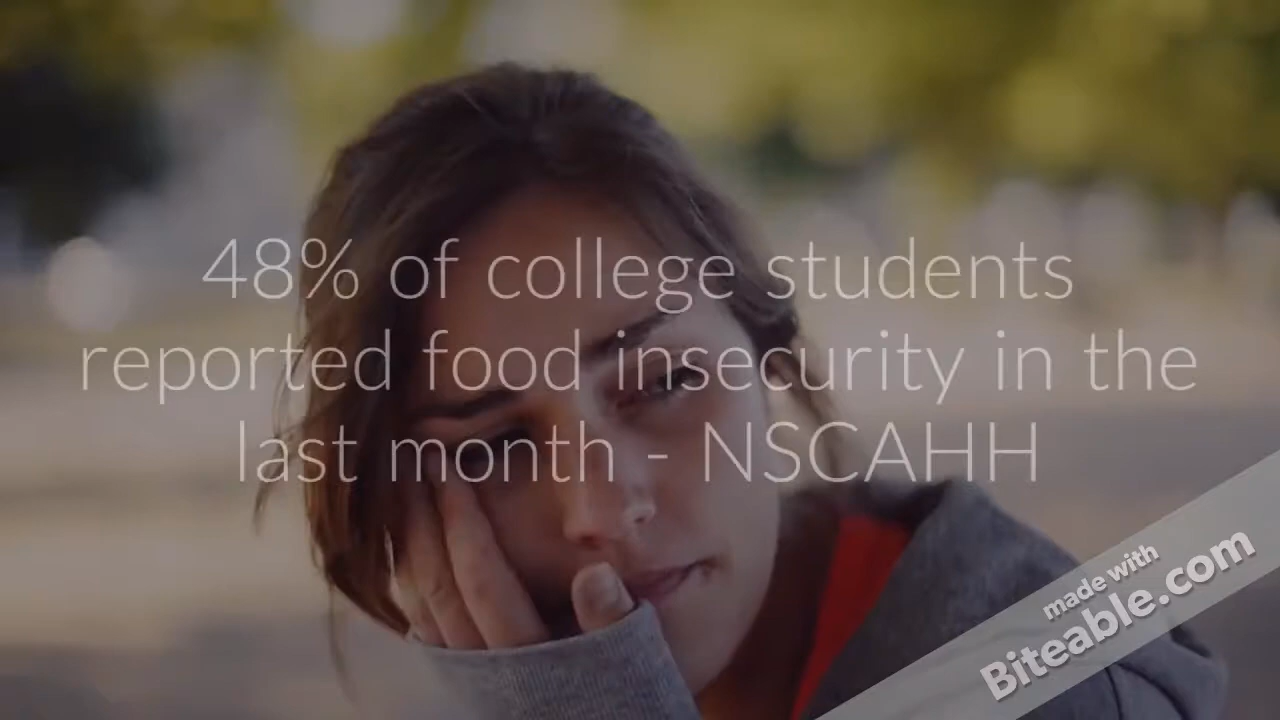 48% of college students
reported food insecurity in the
last month - NSCAHH
made with
Biteable.com